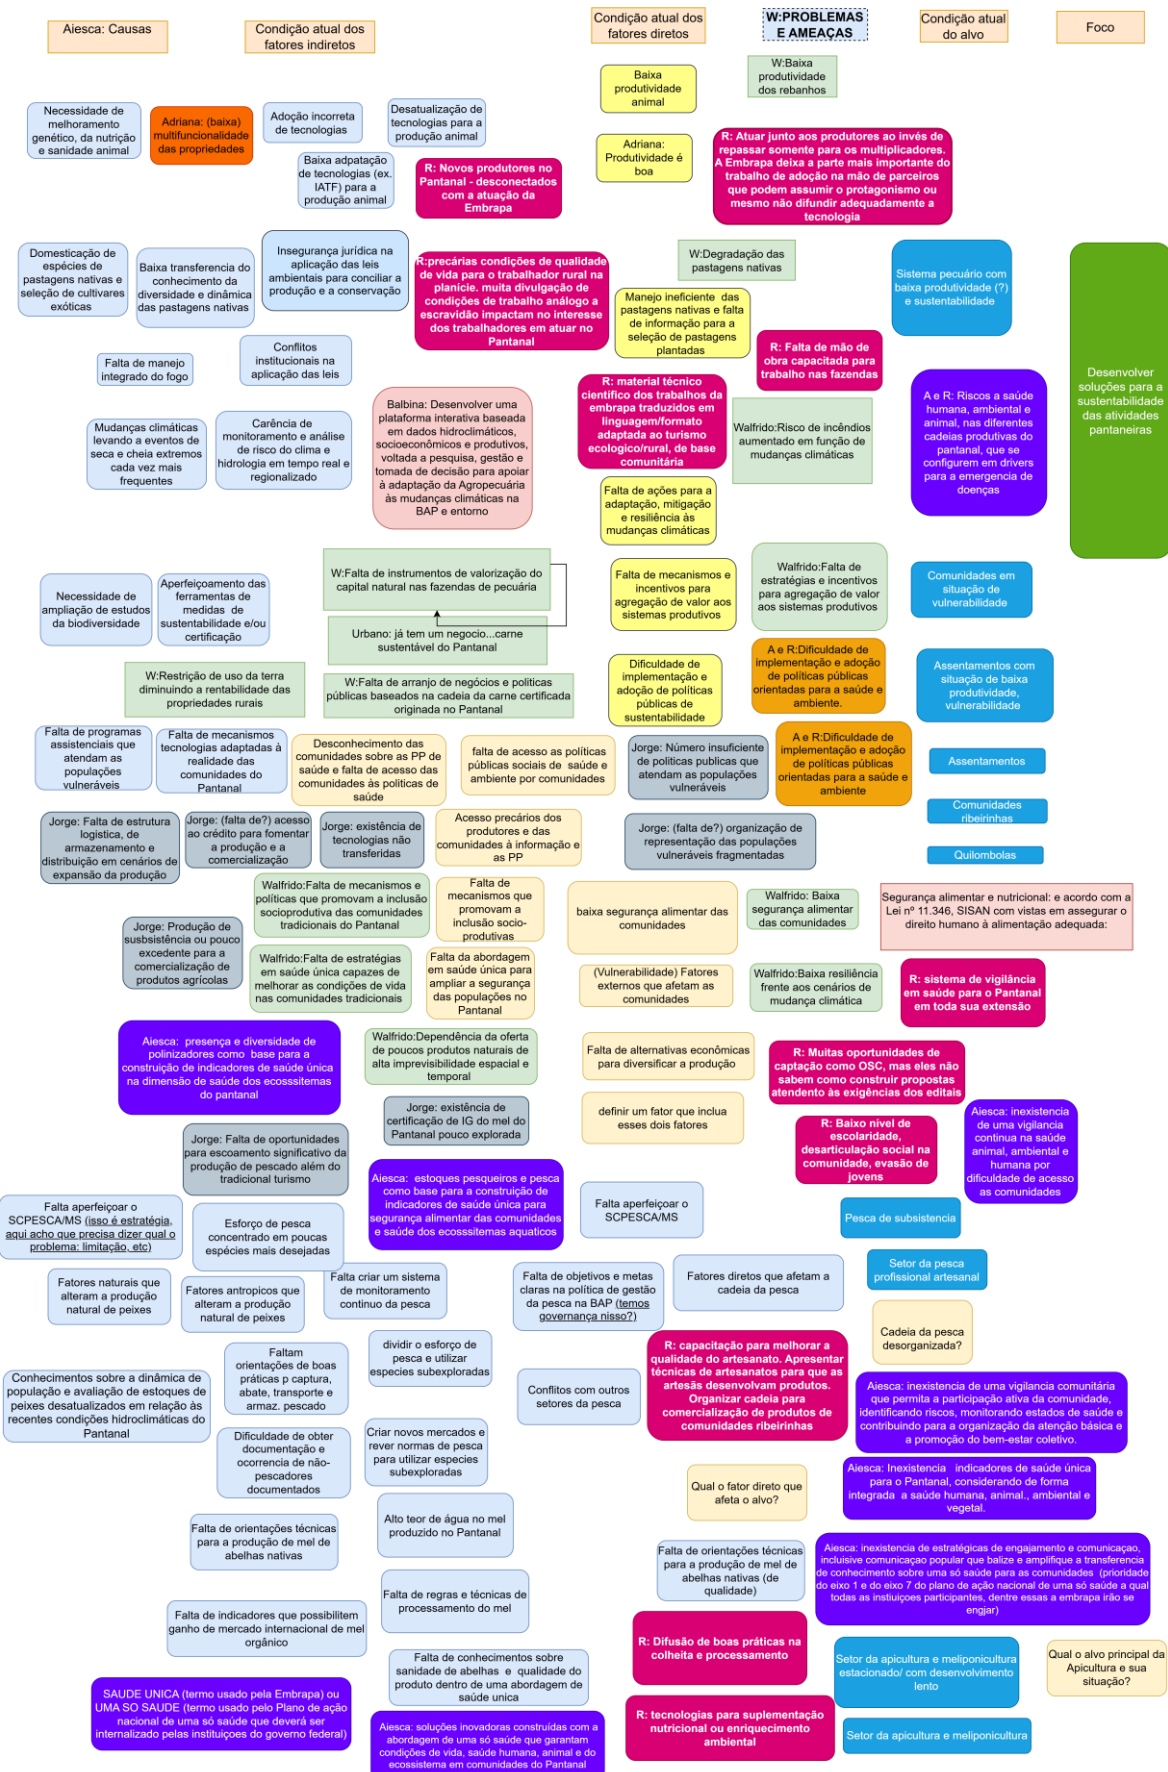 Aiesca: Causas
Condição atual dos
fatores indiretos
Condição atual dos
fatores diretos
W:PROBLEMAS
E AMEAÇAS
Condição atual
do alvo
Foco
Baixa
produtividade
animal
W:Baixa
produtividade
dos rebanhos
Necessidade de
melhoramento
genético, da nutrição
e sanidade animal
Adriana: (baixa)
multifuncionalidade
das propriedades
Adoção incorreta
de tecnologias
Desatualização de
tecnologias para a
produção animal
Baixa adpatação
de tecnologias (ex.
IATF) para a
produção animal
R: Novos produtores no
Pantanal - desconectados
com a atuação da
Embrapa
Adriana:
Produtividade é
boa
R: Atuar junto aos produtores ao invés de
repassar somente para os multiplicadores.
A Embrapa deixa a parte mais importante do
trabalho de adoção na mão de parceiros
que podem assumir o protagonismo ou
mesmo não difundir adequadamente a
tecnologia
Domesticação de
espécies de
pastagens nativas e
seleção de cultivares
exóticas
Baixa transferencia do
conhecimento da
diversidade e dinâmica
das pastagens nativas
Insegurança jurídica na
aplicação das leis
ambientais para conciliar a
produção e a conservação
R:precárias condições de qualidade
de vida para o trabalhador rural na
planície. muita divulgação de
condições de trabalho análogo a
escravidão impactam no interesse
dos trabalhadores em atuar no
Pantanal
W:Degradação das
pastagens nativas
Manejo ineficiente das
pastagens nativas e falta
de informação para a
seleção de pastagens
plantadas
Sistema pecuário com
baixa produtividade (?)
e sustentabilidade
Desenvolver
soluções para a
sustentabilidade
das atividades
pantaneiras
Falta de manejo
integrado do fogo
Conflitos
institucionais na
aplicação das leis
R: Falta de mão de
obra capacitada para
trabalho nas fazendas
Mudanças climáticas
levando a eventos de
seca e cheia extremos
cada vez mais
frequentes
Carência de
monitoramento e análise
de risco do clima e
hidrologia em tempo real e
regionalizado
Balbina: Desenvolver uma
plataforma interativa baseada
em dados hidroclimáticos,
socioeconômicos e produtivos,
voltada a pesquisa, gestão e
tomada de decisão para apoiar
à adaptação da Agropecuária
às mudanças climáticas na
BAP e entorno
R: material técnico
cientifico dos trabalhos da
embrapa traduzidos em
linguagem/formato
adaptada ao turismo
ecologico/rural, de base
comunitária
Walfrido:Risco de incêndios
aumentado em função de
mudanças climáticas
A e R: Riscos a saúde
humana, ambiental e
animal, nas diferentes
cadeias produtivas do
pantanal, que se
configurem em drivers
para a emergencia de
doenças
Falta de ações para a
adaptação, mitigação
e resiliência às
mudanças climáticas
Necessidade de
ampliação de estudos
da biodiversidade
Aperfeiçoamento das
ferramentas de
medidas de
sustentabilidade e/ou
certificação
W:Falta de instrumentos de valorização do
capital natural nas fazendas de pecuária
Urbano: já tem um negocio...carne
sustentável do Pantanal
Falta de mecanismos e
incentivos para
agregação de valor aos
sistemas produtivos
Walfrido:Falta de
estratégias e incentivos
para agregação de valor
aos sistemas produtivos
Comunidades em
situação de
vulnerabilidade
W:Restrição de uso da terra
diminuindo a rentabilidade das
propriedades rurais
W:Falta de arranjo de negócios e politicas
públicas baseados na cadeia da carne certificada
originada no Pantanal
Dificuldade de
implementação e
adoção de políticas
públicas de
sustentabilidade
A e R:Dificuldade de
implementação e adoção
de políticas públicas
orientadas para a saúde e
ambiente.
Assentamentos com
situação de baixa
produtividade,
vulnerabilidade
Falta de programas
assistenciais que
atendam as
populações
vulneráveis
Falta de mecanismos
tecnologias adaptadas à
realidade das
comunidades do
Pantanal
Desconhecimento das
comunidades sobre as PP de
saúde e falta de acesso das
comunidades às politicas de
saúde
falta de acesso as políticas
públicas sociais de saúde e
ambiente por comunidades
Jorge: Número insuficiente
de politicas publicas que
atendam as populações
vulneráveis
A e R:Dificuldade de
implementação e adoção
de políticas públicas
orientadas para a saúde e
ambiente
Assentamentos
Comunidades
ribeirinhas
Jorge: Falta de estrutura
logistica, de
armazenamento e
distribuição em cenários de
expansão da produção
Jorge: (falta de?) acesso
ao crédito para fomentar
a produção e a
comercialização
Jorge: existência de
tecnologias não
transferidas
Acesso precários dos
produtores e das
comunidades à informação e
as PP
Jorge: (falta de?) organização de
representação das populações
vulneráveis fragmentadas
Quilombolas
Walfrido:Falta de mecanismos e
políticas que promovam a inclusão
socioprodutiva das comunidades
tradicionais do Pantanal
Falta de
mecanismos que
promovam a
inclusão socio-
produtivas
baixa segurança alimentar das
comunidades
Walfrido: Baixa
segurança alimentar
das comunidades
Segurança alimentar e nutricional: e acordo com a
Lei nº 11.346, SISAN com vistas em assegurar o
direito humano à alimentação adequada:
Jorge: Produção de
susbsistência ou pouco
excedente para a
comercialização de
produtos agrícolas
Walfrido:Falta de estratégias
em saúde única capazes de
melhorar as condições de vida
nas comunidades tradicionais
Falta da abordagem
em saúde única para
ampliar a segurança
das populações no
Pantanal
(Vulnerabilidade) Fatores
externos que afetam as
comunidades
Walfrido:Baixa resiliência
frente aos cenários de
mudança climática
R: sistema de vigilância
em saúde para o Pantanal
em toda sua extensão
Aiesca: presença e diversidade de
polinizadores como base para a
construição de indicadores de saúde única
na dimensão de saúde dos ecosssitemas
do pantanal
Walfrido:Dependência da oferta
de poucos produtos naturais de
alta imprevisibilidade espacial e
temporal
Falta de alternativas econômicas
para diversificar a produção
R: Muitas oportunidades de
captação como OSC, mas eles não
sabem como construir propostas
atendento às exigências dos editais
Jorge: existência de
certificação de IG do mel do
Pantanal pouco explorada
definir um fator que inclua
esses dois fatores
R: Baixo nível de
escolaridade,
desarticulação social na
comunidade, evasão de
jovens
Aiesca: inexistencia
de uma vigilancia
continua na saúde
animal, ambiental e
humana por
dificuldade de acesso
as comunidades
Jorge: Falta de oportunidades
para escoamento significativo da
produção de pescado além do
tradicional turismo
Aiesca: estoques pesqueiros e pesca
como base para a construição de
indicadores de saúde única para
segurança alimentar das comunidades
e saúde dos ecosssitemas aquaticos
Falta aperfeiçoar o
SCPESCA/MS (isso é estratégia,
aqui acho que precisa dizer qual o
problema: limitação, etc)
Esforço de pesca
concentrado em poucas
espécies mais desejadas
Falta aperfeiçoar o
SCPESCA/MS
Pesca de subsistencia
Fatores naturais que
alteram a produção
natural de peixes
Fatores antropicos que
alteram a produção
natural de peixes
Falta criar um sistema
de monitoramento
continuo da pesca
Falta de objetivos e metas
claras na política de gestão
da pesca na BAP (temos
governança nisso?)
Fatores diretos que afetam a
cadeia da pesca
Setor da pesca
profissional artesanal
Cadeia da pesca
desorganizada?
Faltam
orientações de boas
práticas p captura,
abate, transporte e
armaz. pescado
dividir o esforço de
pesca e utilizar
especies subexploradas
R: capacitação para melhorar a
qualidade do artesanato. Apresentar
técnicas de artesanatos para que as
artesãs desenvolvam produtos.
Organizar cadeia para
comercialização de produtos de
comunidades ribeirinhas
Conhecimentos sobre a dinâmica de
população e avaliação de estoques de
peixes desatualizados em relação às
recentes condições hidroclimáticas do
Pantanal
Conflitos com outros
setores da pesca
Aiesca: inexistencia de uma vigilancia comunitária
que permita a participação ativa da comunidade,
identificando riscos, monitorando estados de saúde e
contribuindo para a organização da atenção básica e
a promoção do bem-estar coletivo.
Dificuldade de obter
documentação e
ocorrencia de não-
pescadores
documentados
Criar novos mercados e
rever normas de pesca
para utilizar especies
subexploradas
Qual o fator direto que
afeta o alvo?
Aiesca: Inexistencia indicadores de saúde única
para o Pantanal, considerando de forma
integrada a saúde humana, animal., ambiental e
vegetal.
Falta de orientações técnicas
para a produção de mel de
abelhas nativas
Alto teor de água no mel
produzido no Pantanal
Falta de orientações técnicas
para a produção de mel de
abelhas nativas (de
qualidade)
Aiesca: inexistencia de estratégicas de engajamento e comunicaçao,
incluisive comunicaçao popular que balize e amplifique a transferencia
de conhecimento sobre uma só saúde para as comunidades (prioridade
do eixo 1 e do eixo 7 do plano de ação nacional de uma só saúde a qual
todas as instiuiçoes participantes, dentre essas a embrapa irão se
engjar)
Falta de regras e técnicas de
processamento do mel
Falta de indicadores que possibilitem
ganho de mercado internacional de mel
orgânico
R: Difusão de boas práticas na
colheita e processamento
Falta de conhecimentos sobre
sanidade de abelhas e qualidade do
produto dentro de uma abordagem de
saúde unica
Setor da apicultura e meliponicultura
estacionado/ com desenvolvimento
lento
Qual o alvo principal da
Apicultura e sua
situação?
SAUDE UNICA (termo usado pela Embrapa) ou
UMA SO SAUDE (termo usado pelo Plano de ação
nacional de uma só saúde que deverá ser
internalizado pelas instituiçoes do governo federal)
Aiesca: soluções inovadoras construídas com a
abordagem de uma só saúde que garantam
condições de vida, saúde humana, animal e do
ecossistema em comunidades do Pantanal
R: tecnologias para suplementação
nutricional ou enriquecimento
ambiental
Setor da apicultura e meliponicultura